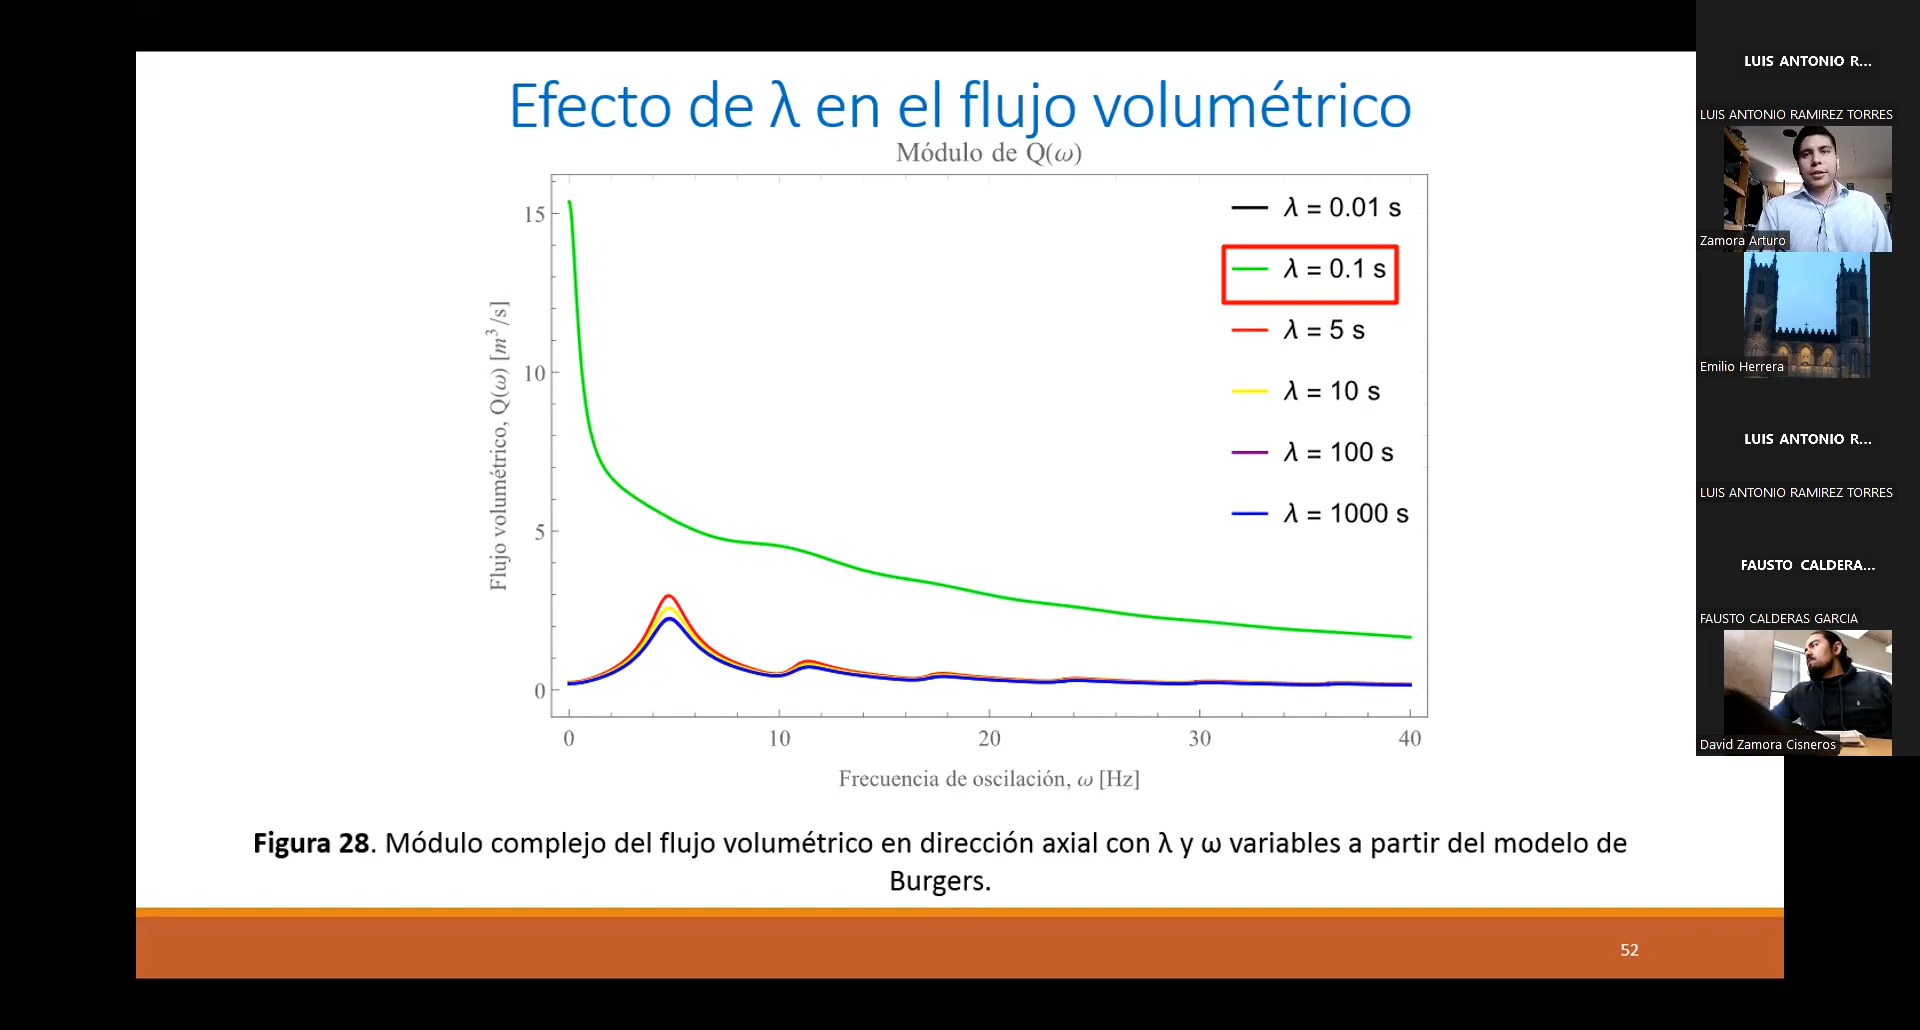 Efecto de λ en el flujo volumétrico
Módulo de Q(ω)
Flujo volumétrico, Q(ω) [m³/s]
15
10
5
0
λ = 0.01 s
λ = 0.1 s
λ = 5 s
λ = 10 s
λ = 100 s
λ = 1000 s
0 10 20 30 40
Frecuencia de oscilación, ω [Hz]
Figura 28. Módulo complejo del flujo volumétrico en dirección axial con λ y ω variables a partir del modelo de
Burgers.
52
LUIS ANTONIO R...
LUIS ANTONIO RAMIREZ TORRES
Zamora Arturo
Emilio Herrera
LUIS ANTONIO R...
LUIS ANTONIO RAMIREZ TORRES
FAUSTO CALDERA...
FAUSTO CALDERAS GARCIA
David Zamora Cisneros